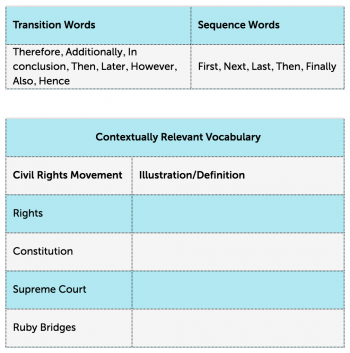 Transition Words
Sequence Words
Therefore, Additionally, In
conclusion, Then, Later, However,
Also, Hence
First, Next, Last, Then, Finally
Contextually Relevant Vocabulary
Civil Rights Movement
Illustration/Definition
Rights
Constitution
Supreme Court
Ruby Bridges